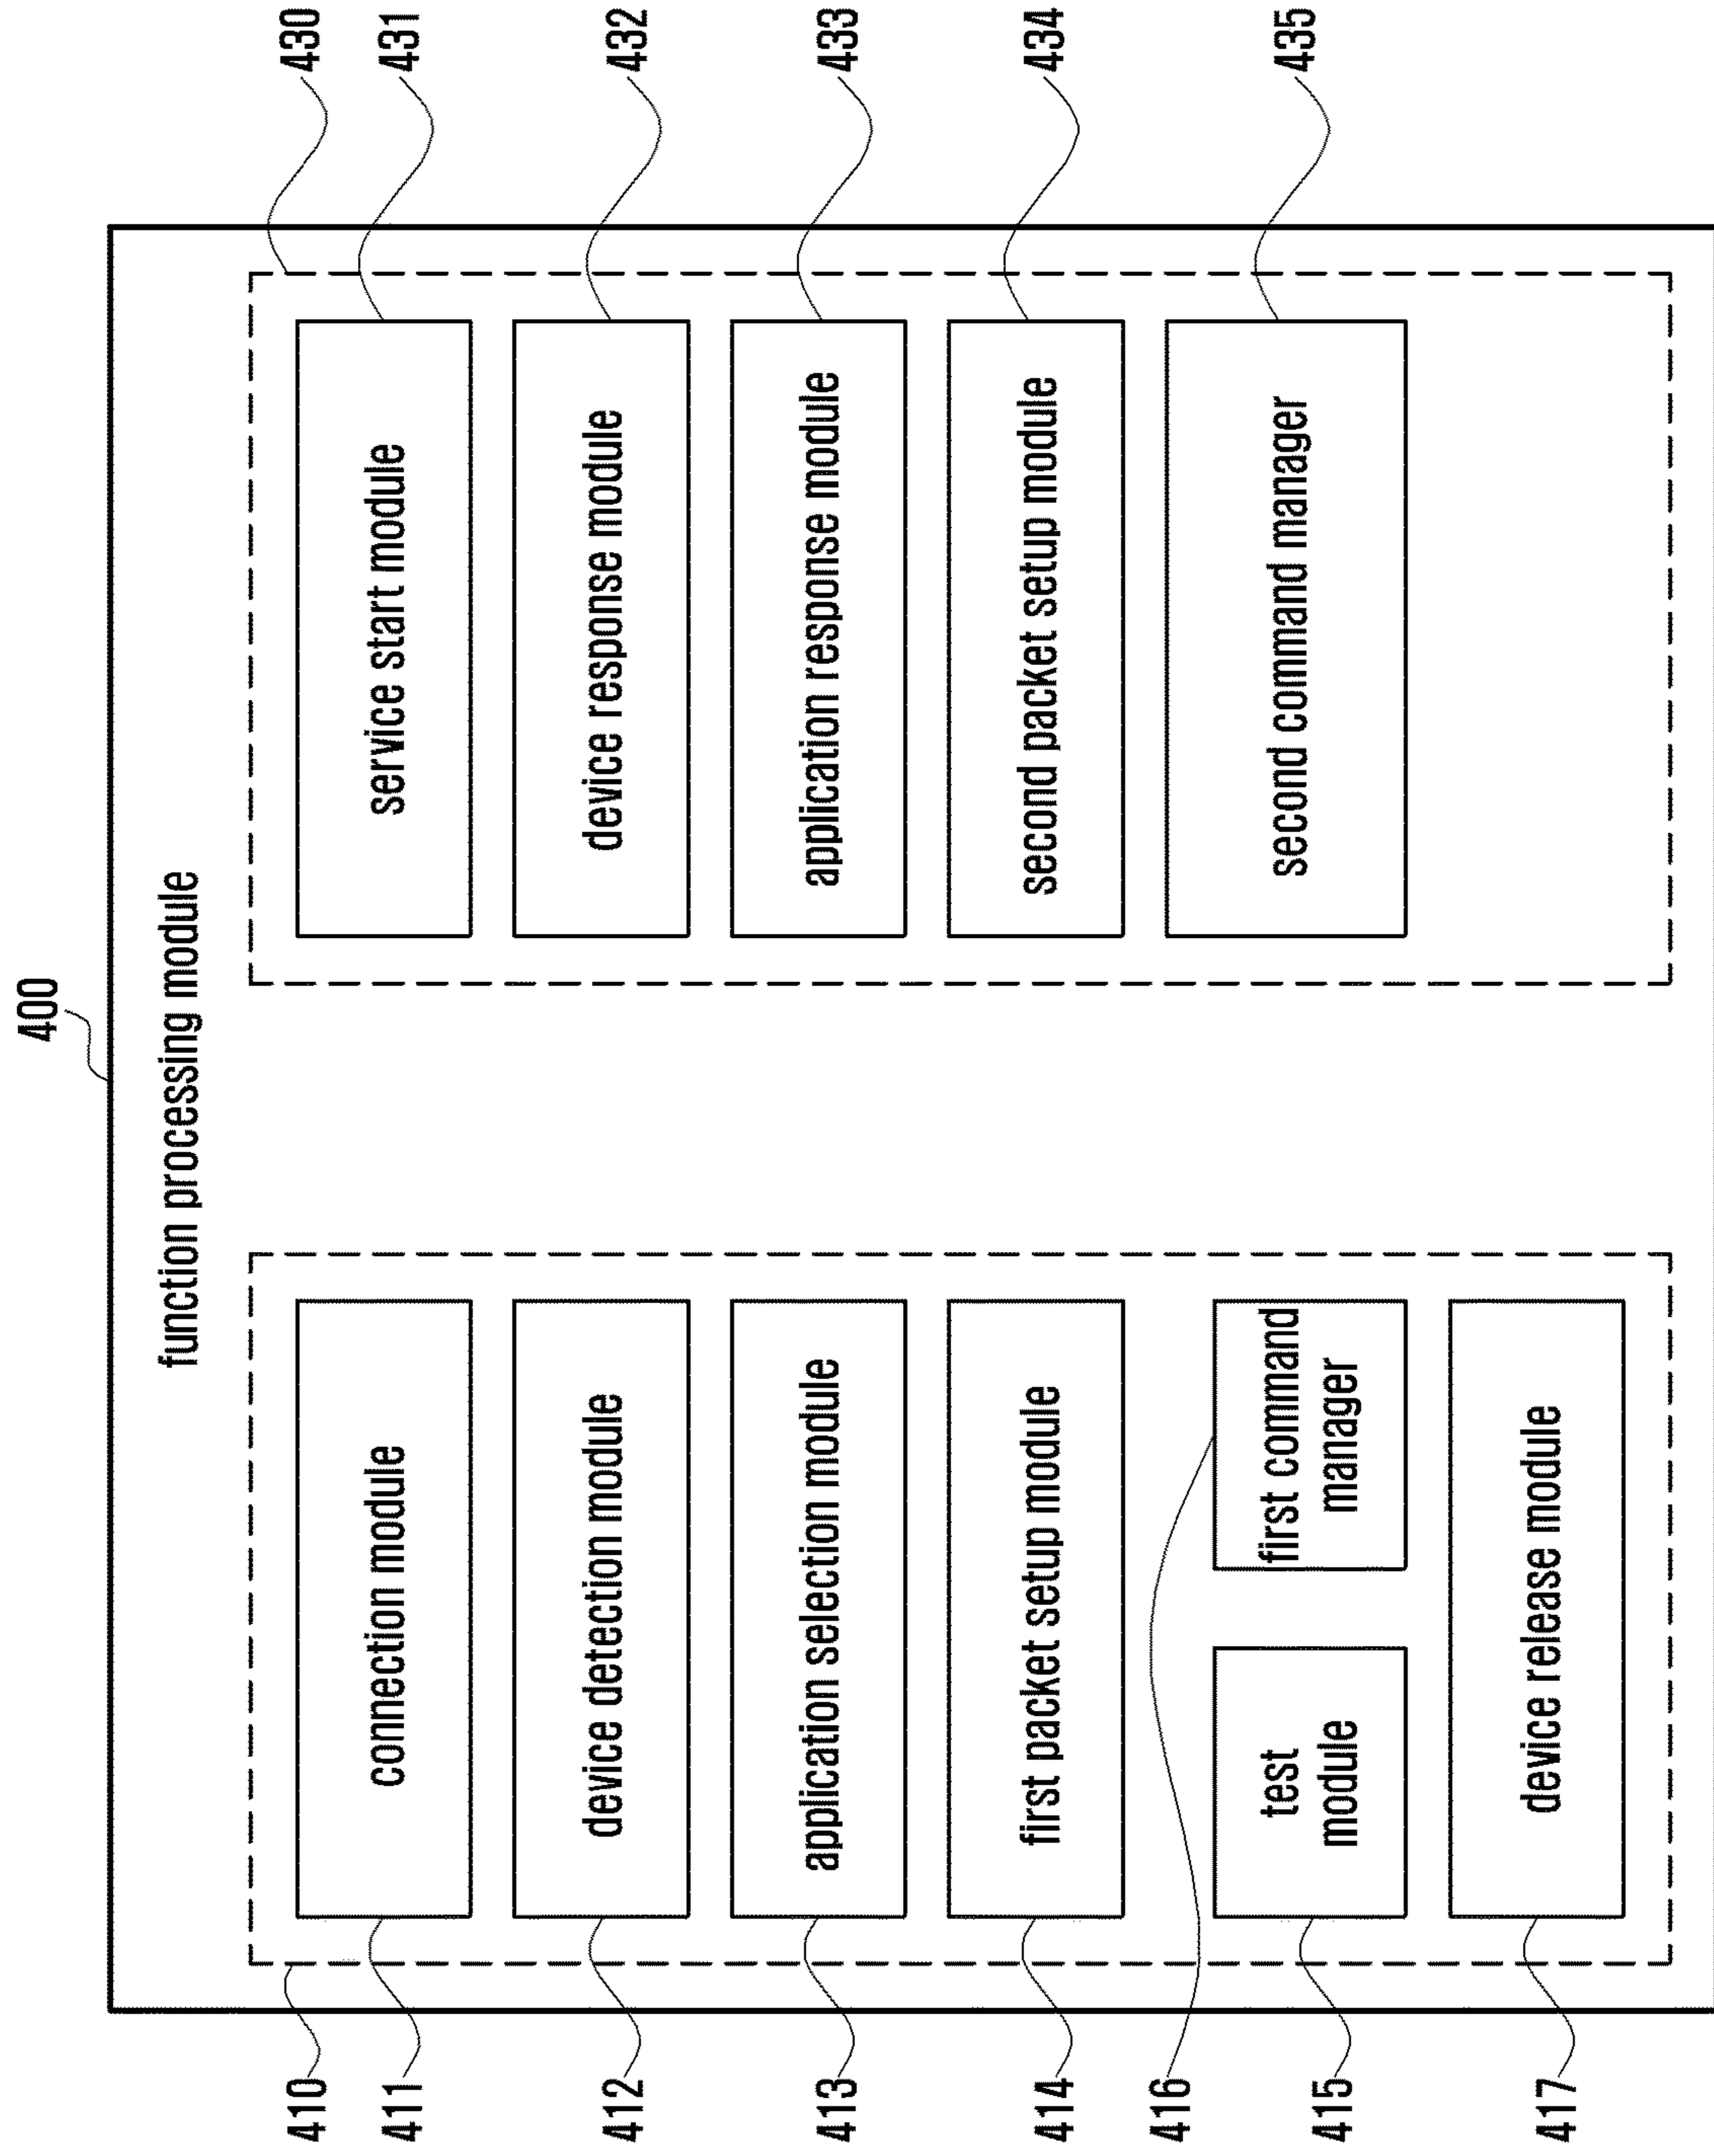 400
function processing module
410
430
411
connection module
service start module
431
412
device detection module
device response module
432
413
application selection module
application response module
433
414
first packet setup module
second packet setup module
434
416
415
test
module
first command
manager
second command manager
435
417
device release module